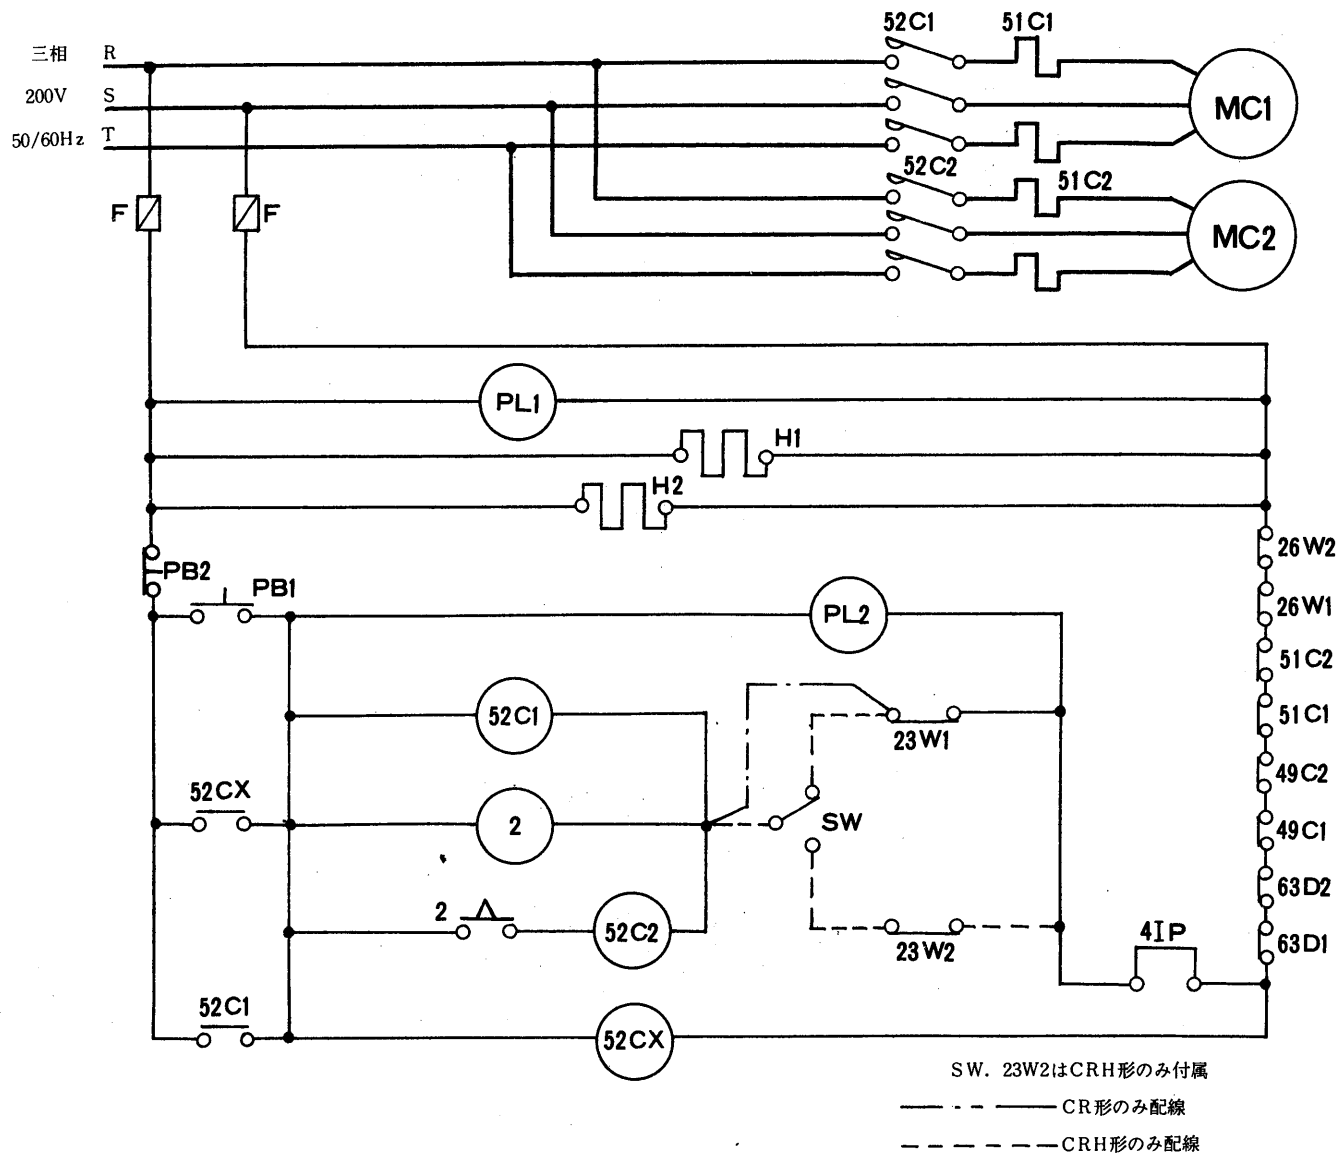 52C1
51C1
三相 R
200V S
50/60Hz T
MC1
52C2
51C2
F
F
MC2
PL1
H1
H2
26W2
PB2
PB1
26W1
PL2
51C2
52C1
51C1
23W1
49C2
52CX
2
SW
49C1
63D2
2
52C2
23W2
4IP
63D1
52C1
52CX
SW. 23W2はCRH形のみ付属
CR形のみ配線
CRH形のみ配線